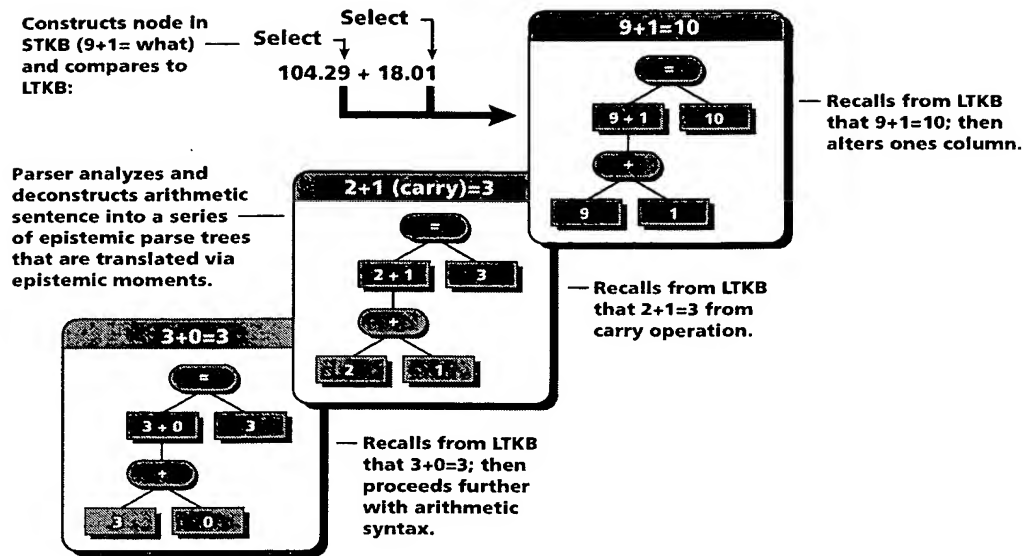 Constructs node in
STKB (9+1= what)
and compares to
LTKB:
Select
Select
104.29 + 18.01
9+1=10
=
9 + 1
10
+
9
1
Recalls from LTKB
that 9+1=10; then
alters ones column.
Parser analyzes and
deconstructs arithmetic
sentence into a series
of epistemic parse trees
that are translated via
epistemic moments.
2+1 (carry)=3
=
2 + 1
3
+
2
1
Recalls from LTKB
that 2+1=3 from
carry operation.
3+0=3
=
3 + 0
3
+
3
0
Recalls from LTKB
that 3+0=3; then
proceeds further
with arithmetic
syntax.